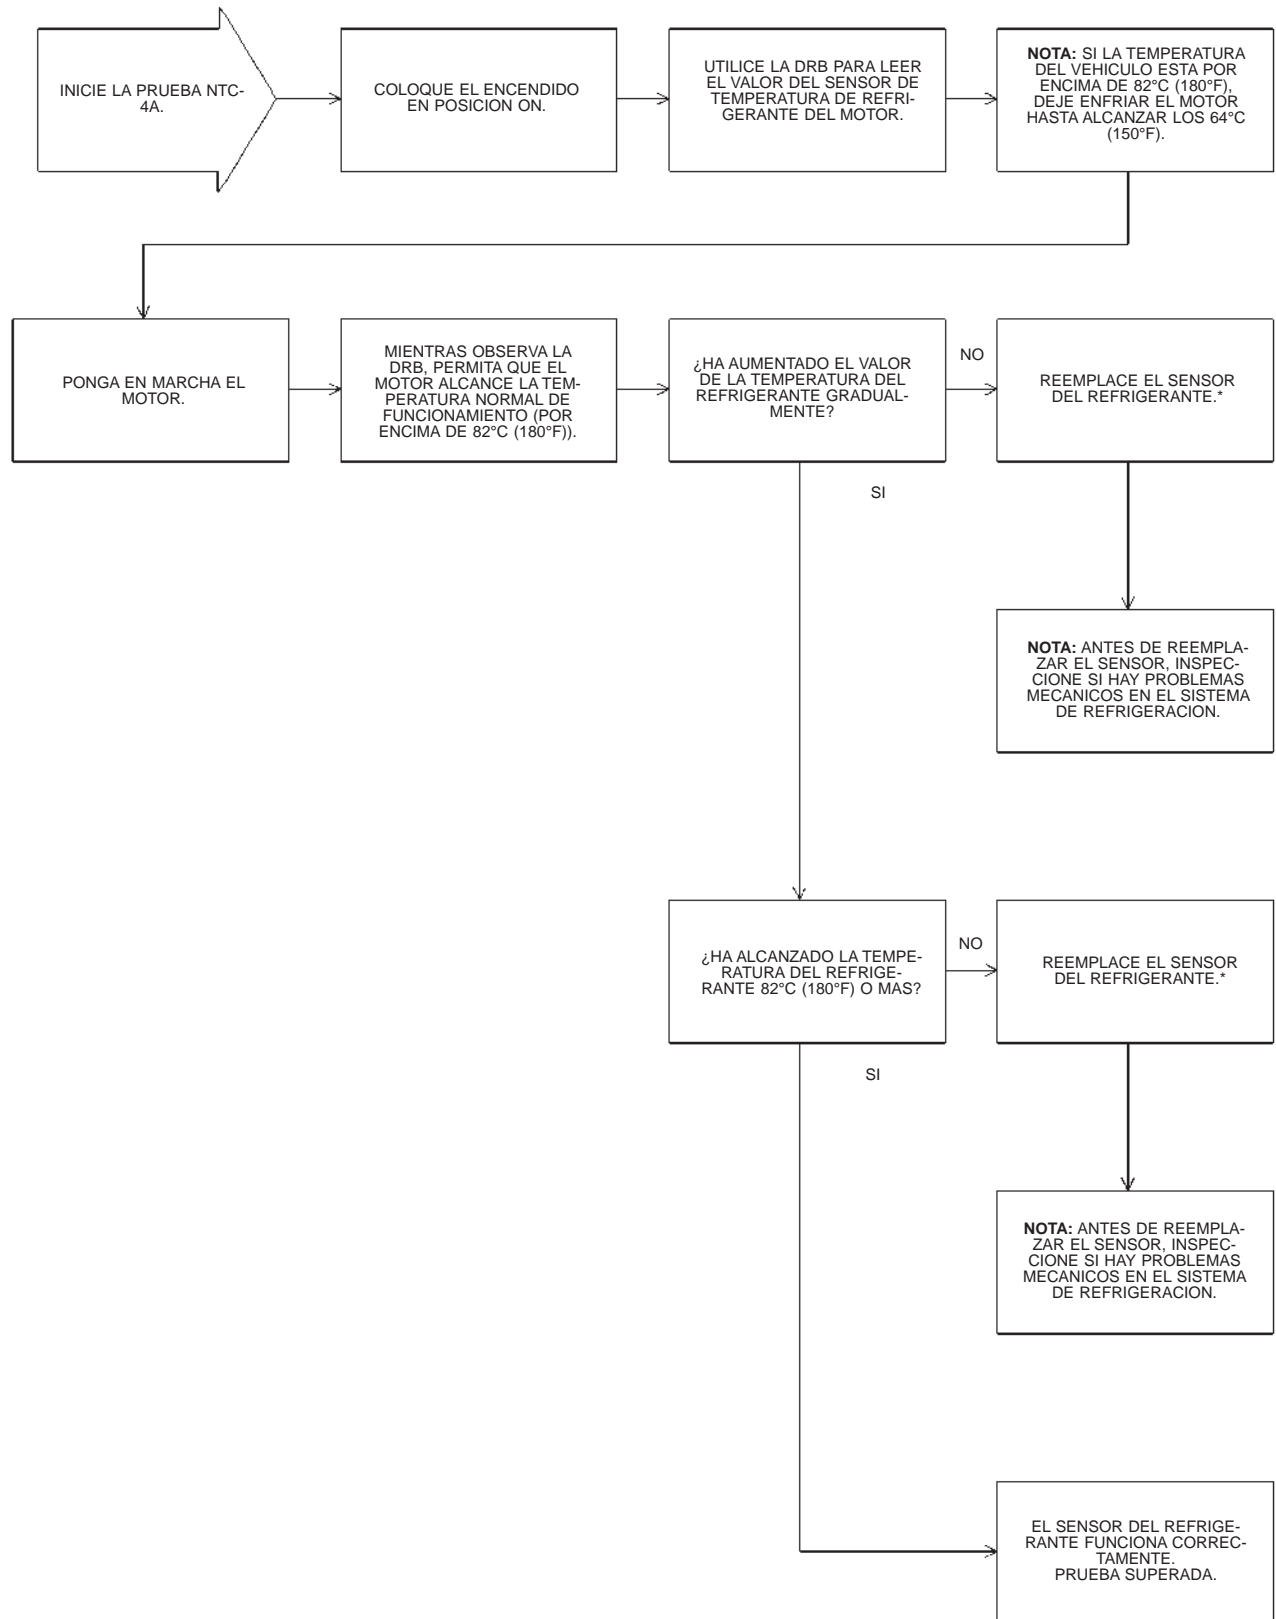 INICIE LA PRUEBA NTC-
4A.
COLOQUE EL ENCENDIDO
EN POSICION ON.
UTILICE LA DRB PARA LEER
EL VALOR DEL SENSOR DE
TEMPERATURA DE REFRI-
GERANTE DEL MOTOR.
NOTA: SI LA TEMPERATURA
DEL VEHICULO ESTA POR
ENCIMA DE 82°C (180°F),
DEJE ENFRIAR EL MOTOR
HASTA ALCANZAR LOS 64°C
(150°F).
PONGA EN MARCHA EL
MOTOR.
MIENTRAS OBSERVA LA
DRB, PERMITA QUE EL
MOTOR ALCANCE LA TEM-
PERATURA NORMAL DE
FUNCIONAMIENTO (POR
ENCIMA DE 82°C (180°F)).
¿HA AUMENTADO EL VALOR
DE LA TEMPERATURA DEL
REFRIGERANTE GRADUAL-
MENTE?
NO
REEMPLACE EL SENSOR
DEL REFRIGERANTE.*
SI
NOTA: ANTES DE REEMPLA-
ZAR EL SENSOR, INSPEC-
CIONE SI HAY PROBLEMAS
MECANICOS EN EL SISTEMA
DE REFRIGERACION.
¿HA ALCANZADO LA TEMPE-
RATURA DEL REFRIGE-
RANTE 82°C (180°F) O MAS?
NO
REEMPLACE EL SENSOR
DEL REFRIGERANTE.*
SI
NOTA: ANTES DE REEMPLA-
ZAR EL SENSOR, INSPEC-
CIONE SI HAY PROBLEMAS
MECANICOS EN EL SISTEMA
DE REFRIGERACION.
EL SENSOR DEL REFRIGE-
RANTE FUNCIONA CORREC-
TAMENTE.
PRUEBA SUPERADA.